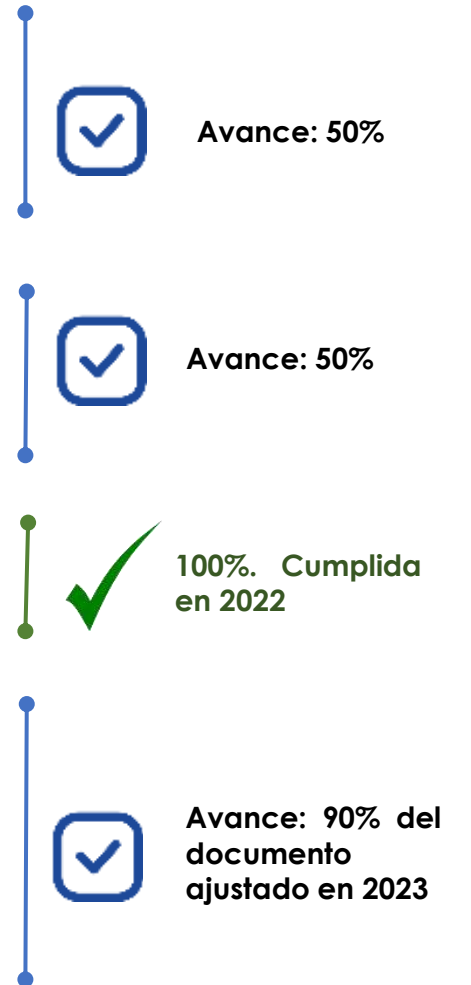 Avance: 50%
Avance: 50%
100%. Cumplida
en 2022
Avance: 90% del
documento
ajustado en 2023